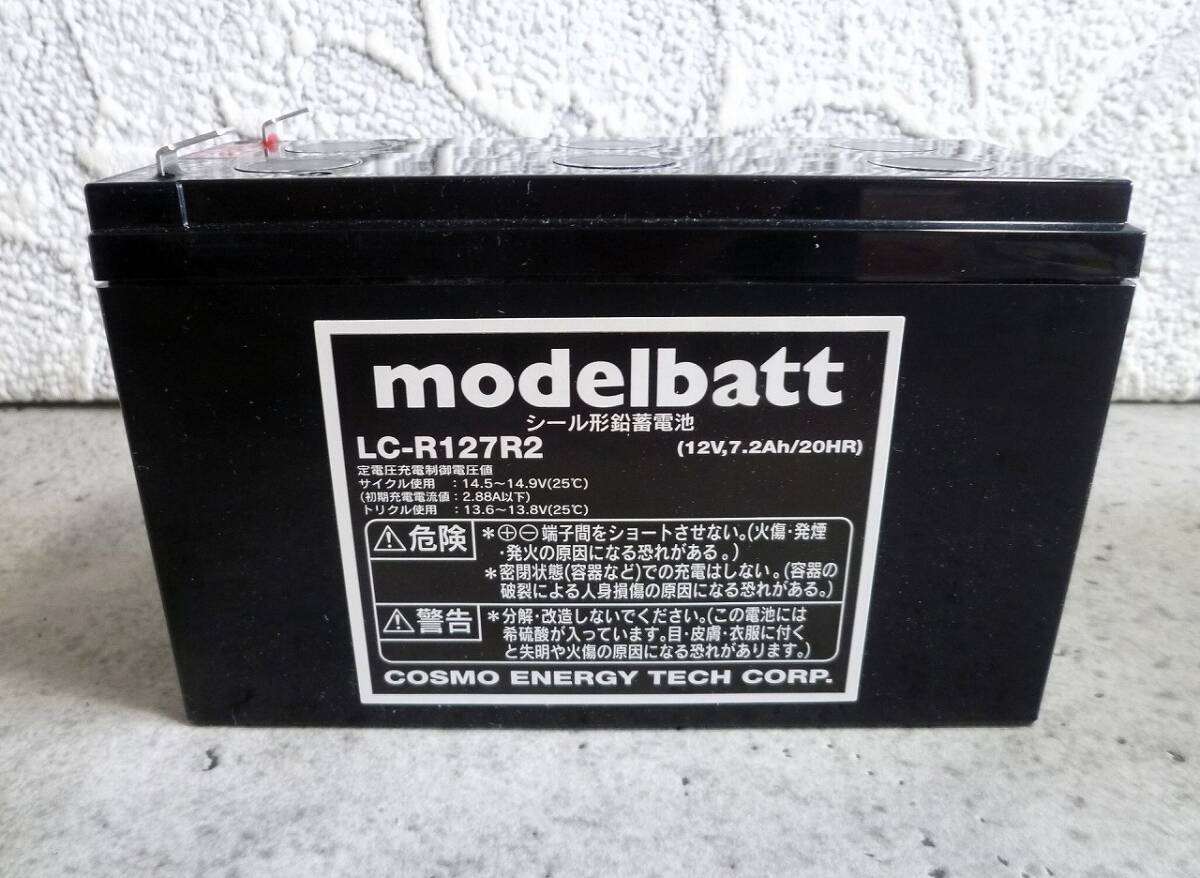 modelbatt
シール形鉛蓄電池
LC-R127R2 (12V,7.2Ah/20HR)
定電圧充電制御電圧値
サイクル使用 : 14.5~14.9V(25℃)
(初期充電電流値 : 2.88A以下)
トリクル使用 : 13.6~13.8V(25℃)
⚠危険 *⊕⊖端子間をショートさせない。(火傷・発煙
・発火の原因になる恐れがある。)
*密閉状態(容器など)での充電はしない。(容器の
破裂による人身損傷の原因になる恐れがある。)
⚠警告 *分解・改造しないでください。(この電池には
希硫酸が入っています。目・皮膚・衣服に付く
と失明や火傷の原因になる恐れがあります。)
COSMO ENERGY TECH CORP.